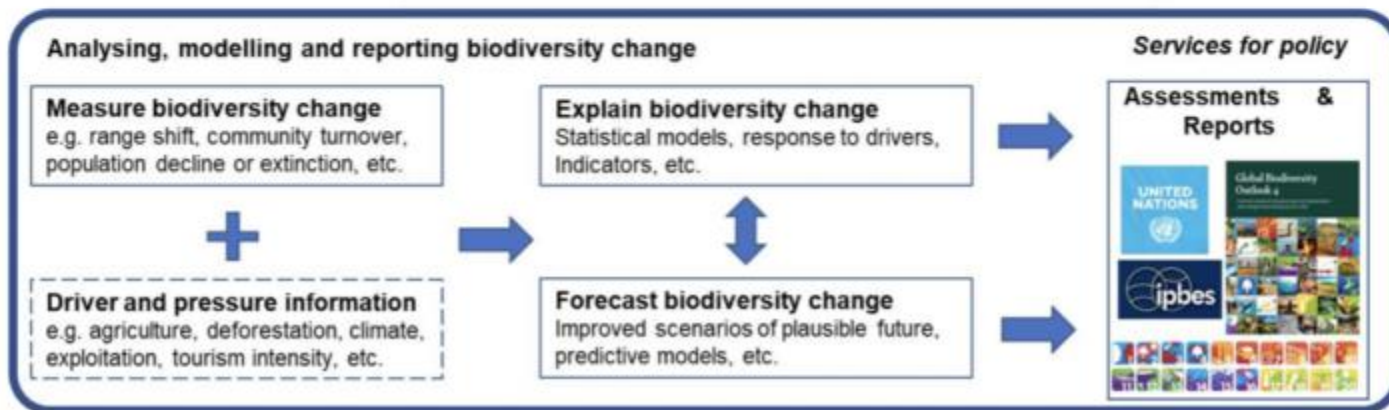 Analysing, modelling and reporting biodiversity change
Services for policy
Measure biodiversity change
e.g. range shift, community turnover,
population decline or extinction, etc.
Explain biodiversity change
Statistical models, response to drivers,
Indicators, etc.
Driver and pressure information
e.g. agriculture, deforestation, climate,
exploitation, tourism intensity, etc.
Forecast biodiversity change
Improved scenarios of plausible future,
predictive models, etc.
Assessments &
Reports
UNITED
NATIONS
Global Biodiversity
Outlook 4
ipbes